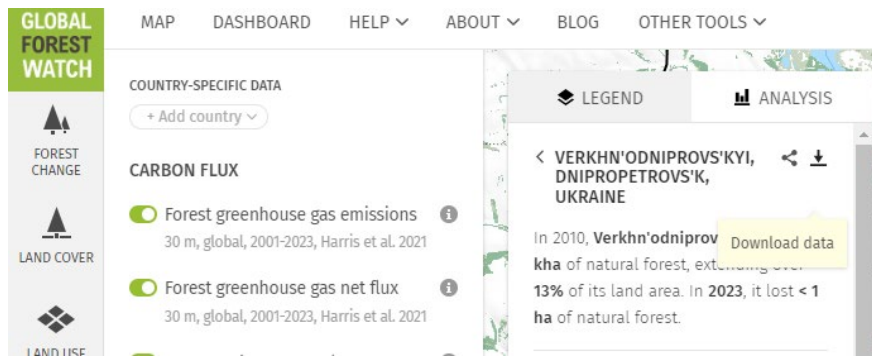 GLOBAL
FOREST
WATCH
MAP DASHBOARD HELP ABOUT BLOG OTHER TOOLS
FOREST
CHANGE
LAND COVER
LAND USE
COUNTRY-SPECIFIC DATA
+ Add country
CARBON FLUX
Forest greenhouse gas emissions
30 m, global, 2001-2023, Harris et al. 2021
Forest greenhouse gas net flux
30 m, global, 2001-2023, Harris et al. 2021
LEGEND ANALYSIS
VERKHN'ODNIPROVS'KYI,
DNIPROPETROVS'K,
UKRAINE
Download data
In 2010, Verkhn'odniprov
kha of natural forest,
13% of its land area. In 2023, it lost < 1
ha of natural forest.